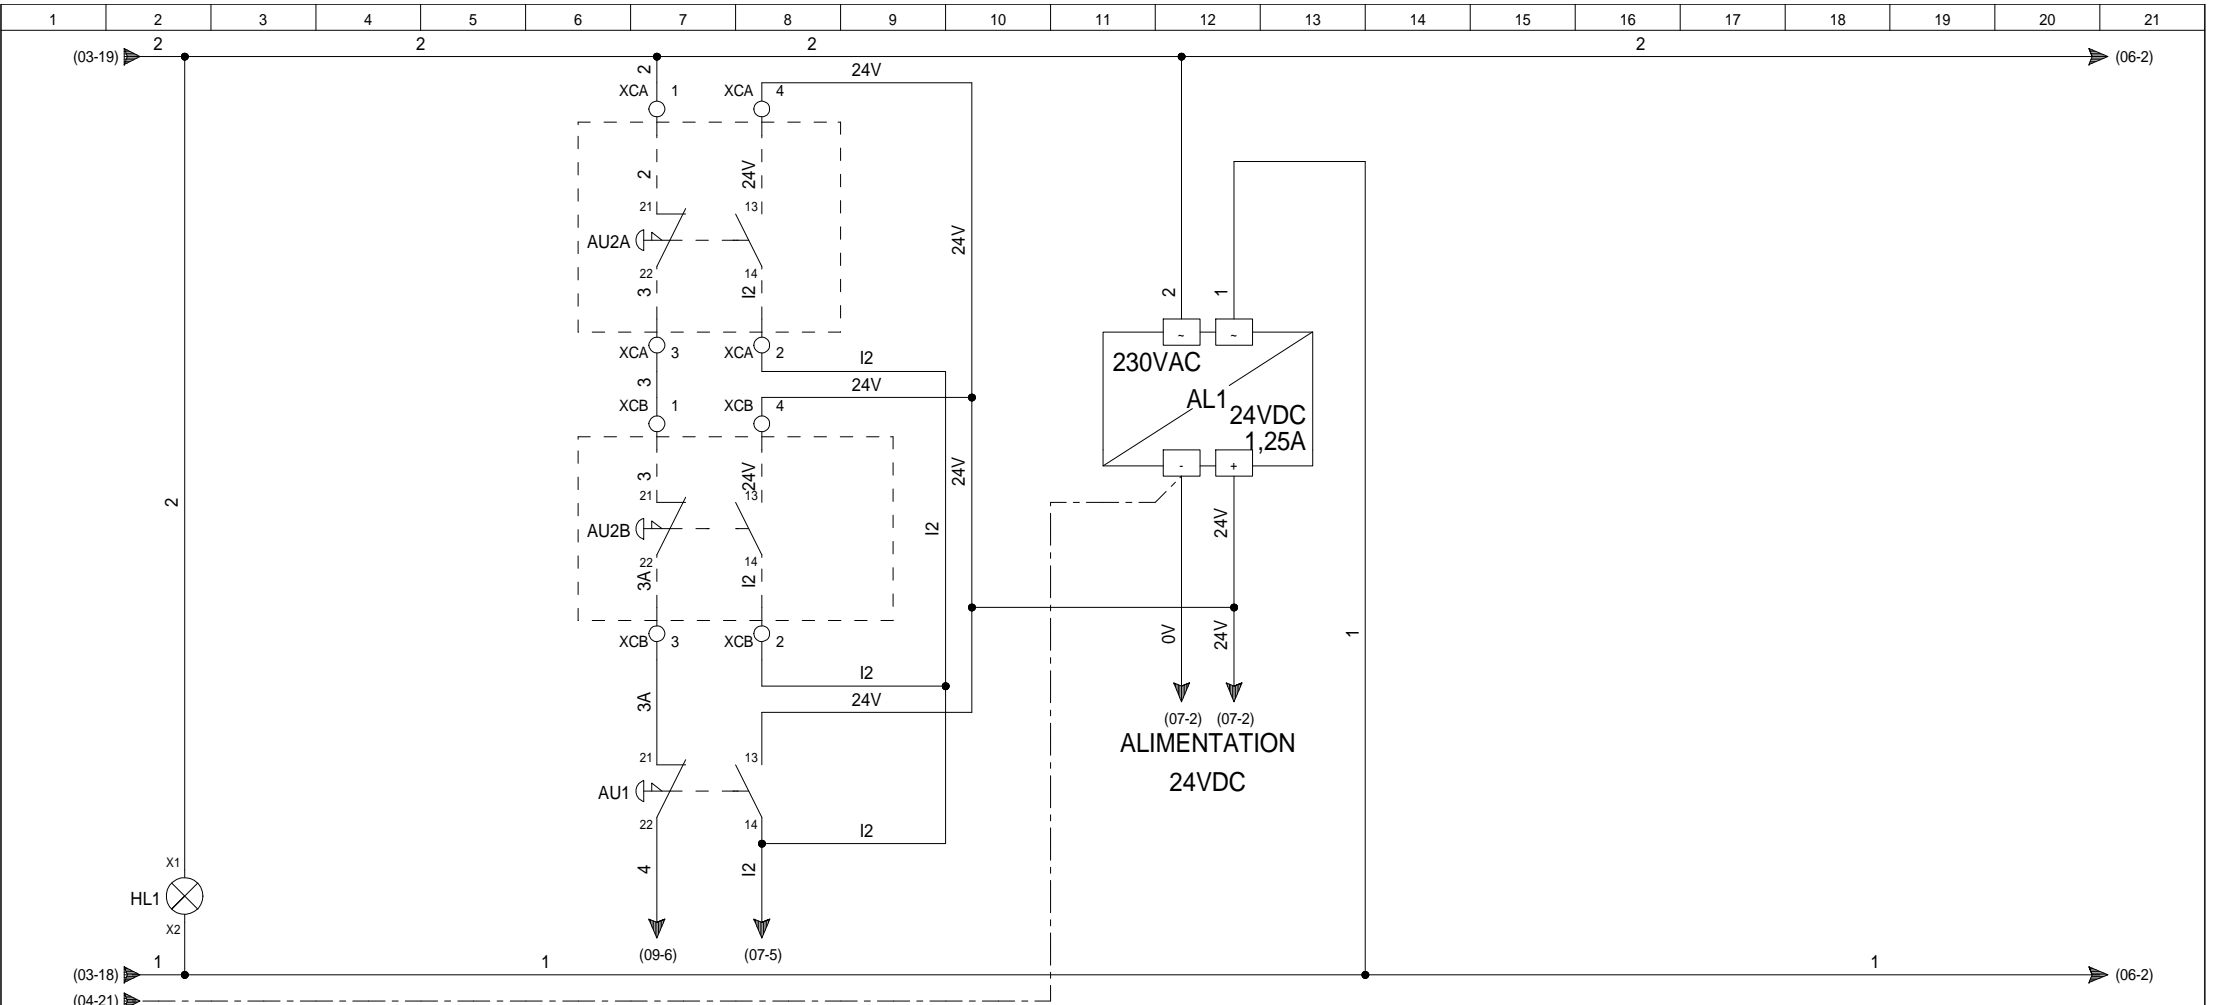 1 2 3 4 5 6 7 8 9 10 11 12 13 14 15 16 17 18 19 20 21
2 2 2 2
(03-19) (06-2)
2 24V
XCA 1 XCA 4
2 24V
21 13
AU2A 24V
22 14
3 I2 2 1
~ ~
XCA 3 XCA 2 I2 230VAC
3 24V
XCB 1 XCB 4 AL1 24VDC
1,25A
3 24V 24V - +
21 13
2 AU2B I2 24V
22 14
3A I2
XCB 3 XCB 2 0V 24V 1
I2
3A 24V
(07-2) (07-2)
ALIMENTATION
21 13
24VDC
AU1
22 14 I2
X1 4 I2
HL1
X2
(09-6) (07-5)
1 1 1
(03-18) (06-2)
(04-21)